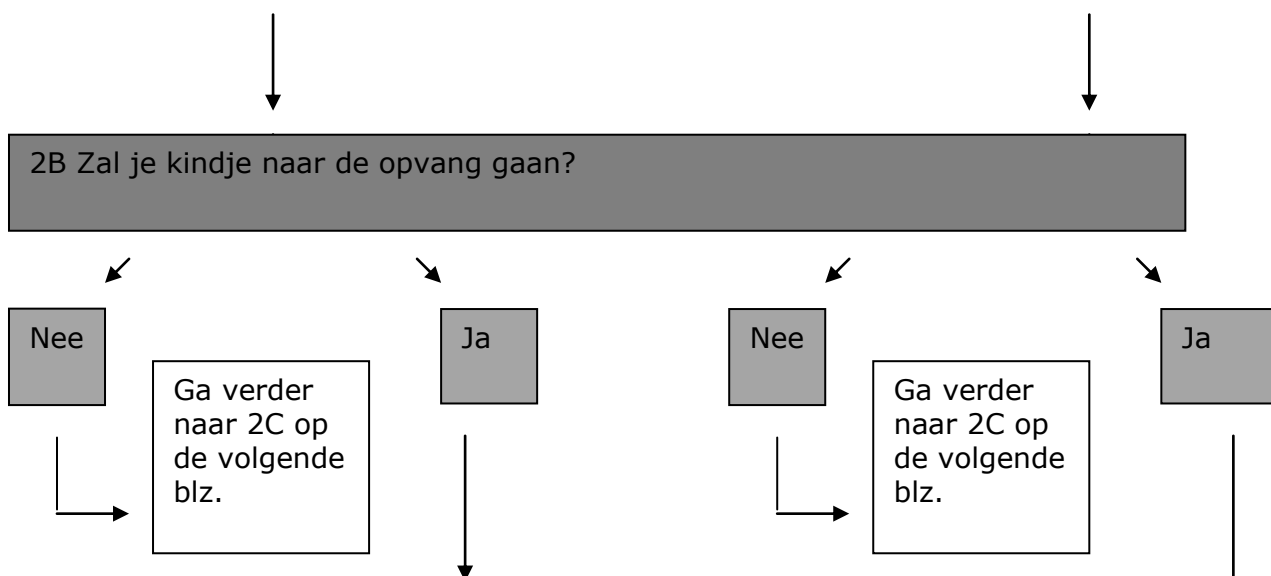 2B Zal je kindje naar de opvang gaan?
Nee
Ja
Nee
Ja
Ga verder
naar 2C op
de volgende
blz.
Ga verder
naar 2C op
de volgende
blz.